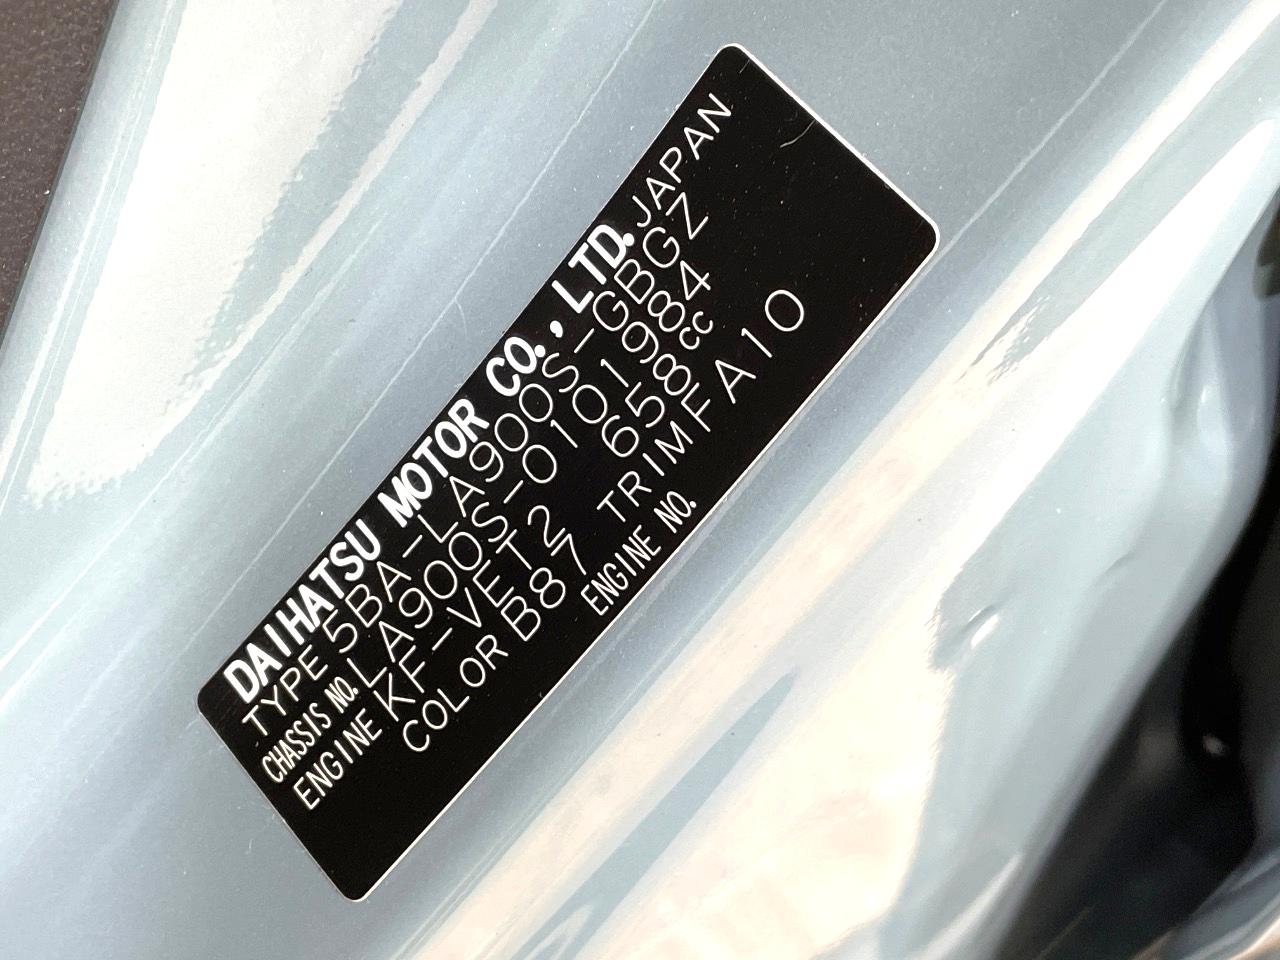 DAIHATSU MOTOR CO., LTD. JAPAN
TYPE 5BA-LA900S-GBGZ
CHASSIS NO. LA900S-0101984
ENGINE KF-VET2 658cc
COLOR B87 TRIM FA10
ENGINE NO.